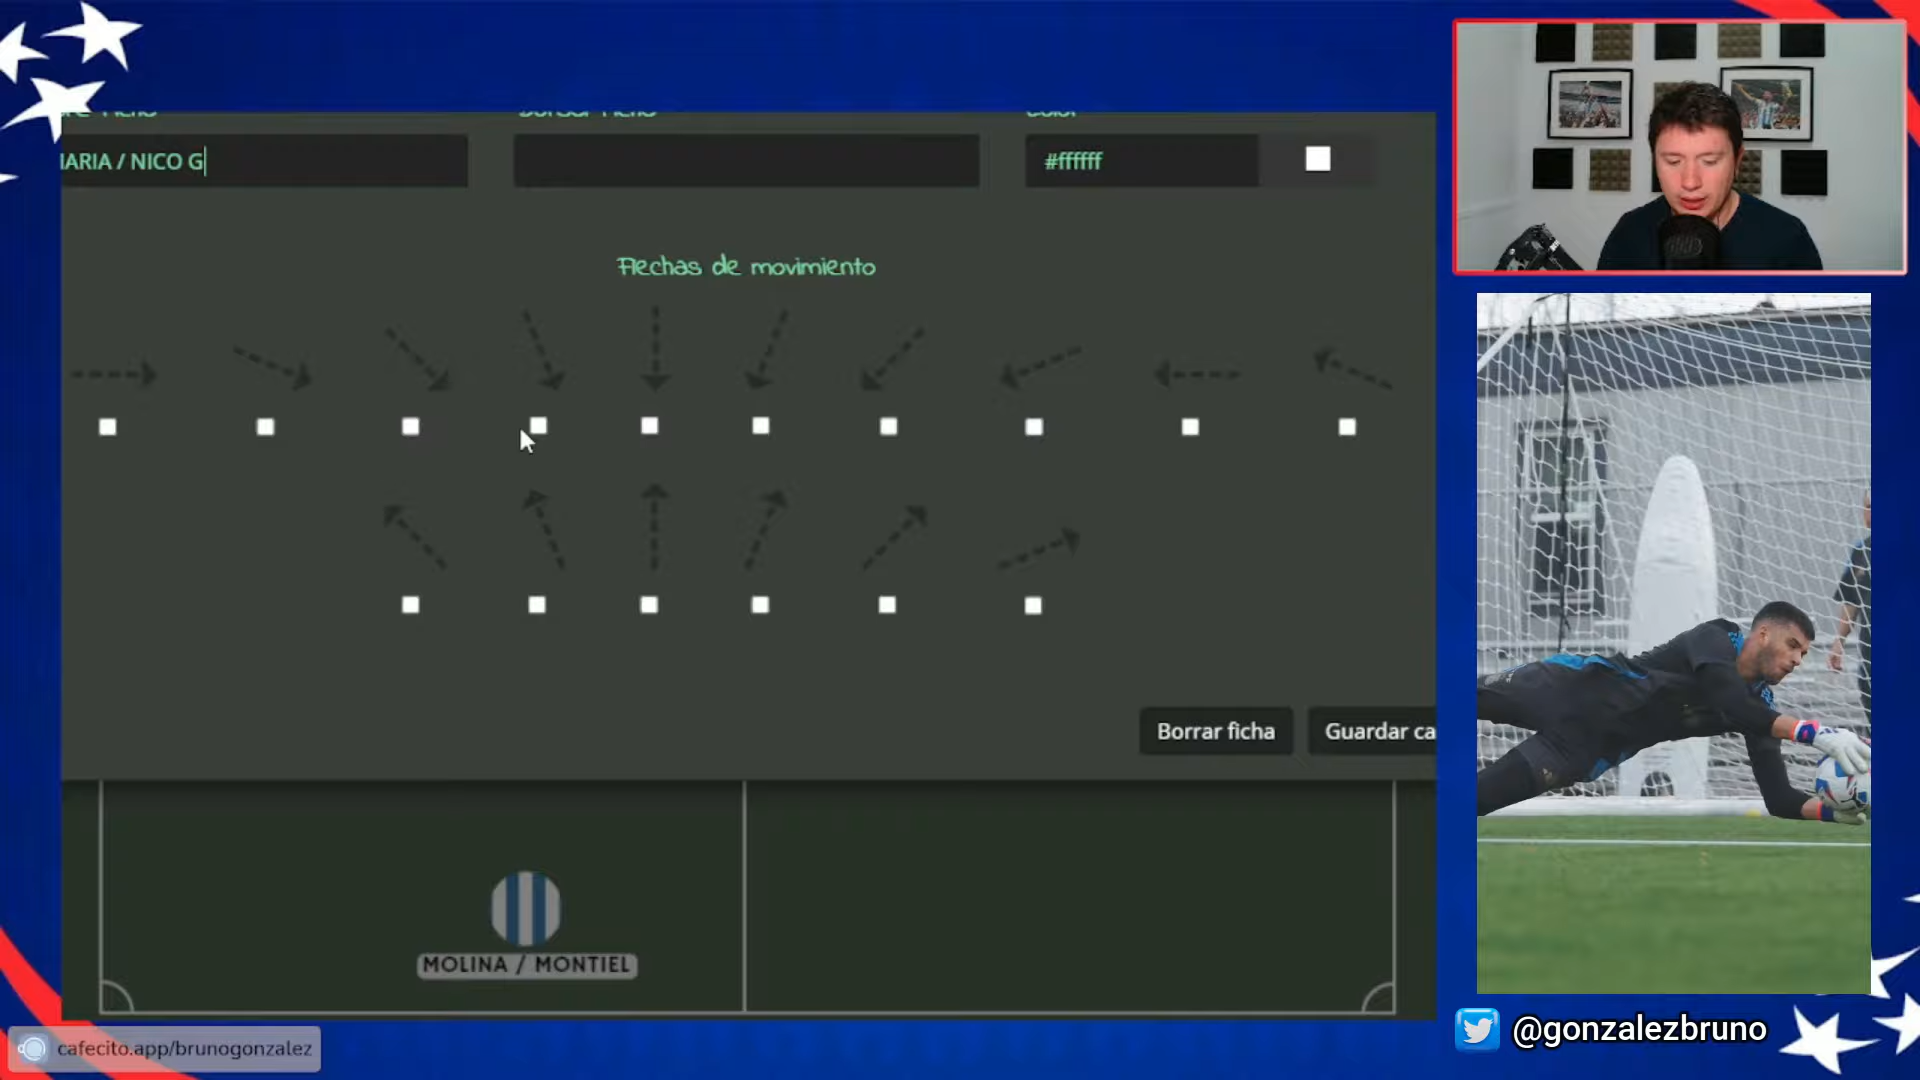 IARIA / NICO G
#ffffff
Flechas de movimiento
Borrar ficha
Guardar ca
MOLINA / MONTIEL
@gonzalezbruno
cafecito.app/brunogonzalez